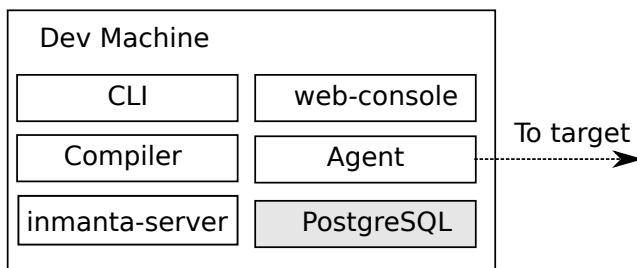 Dev Machine
CLI
web-console
Compiler
Agent
To target
inmanta-server
PostgreSQL